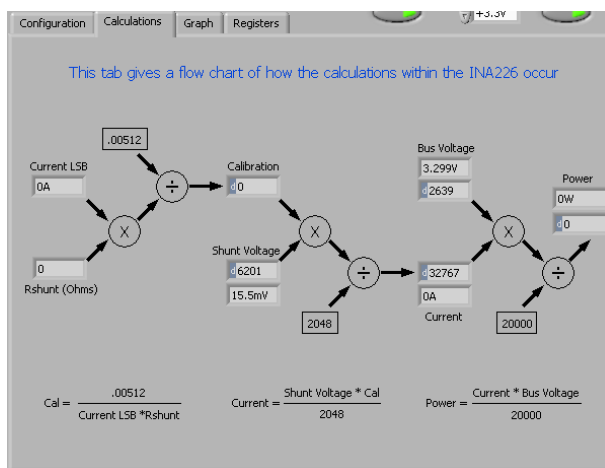 +3.3V
Configuration Calculations Graph Registers
This tab gives a flow chart of how the calculations within the INA226 occur
.00512
Current LSB
0A
÷
Calibration
d 0
X
0
Rshunt (Ohms)
X
Shunt Voltage
d 6201
15.5mV
÷
2048
Bus Voltage
3.299V
d 2639
X
d 32767
0A
Current
÷
20000
Power
0W
d 0
Cal = .00512 / Current LSB *Rshunt
Current = Shunt Voltage * Cal / 2048
Power = Current * Bus Voltage / 20000